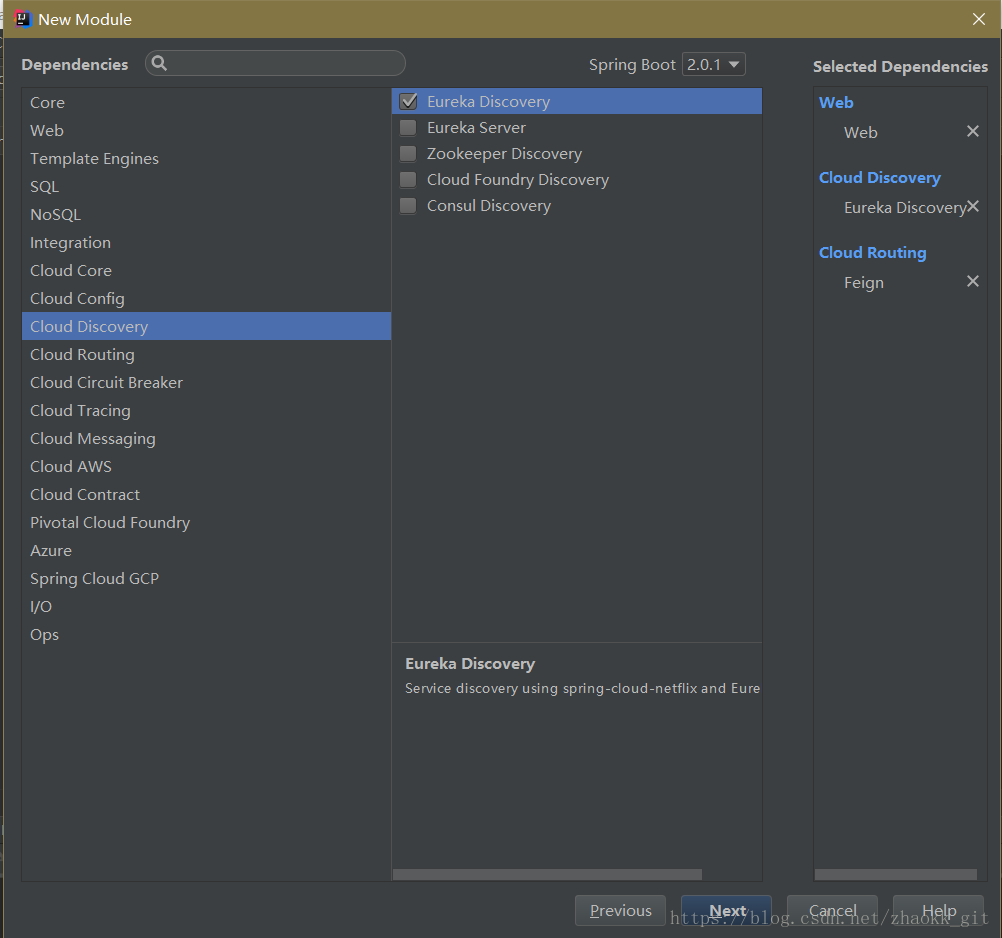 New Module
Dependencies
Spring Boot 2.0.1
Selected Dependencies
Core
Web
Template Engines
SQL
NoSQL
Integration
Cloud Core
Cloud Config
Cloud Discovery
Cloud Routing
Cloud Circuit Breaker
Cloud Tracing
Cloud Messaging
Cloud AWS
Cloud Contract
Pivotal Cloud Foundry
Azure
Spring Cloud GCP
I/O
Ops
Eureka Discovery
Eureka Server
Zookeeper Discovery
Cloud Foundry Discovery
Consul Discovery
Eureka Discovery
Service discovery using spring-cloud-netflix and Eure
Web
Web
Cloud Discovery
Eureka Discovery
Cloud Routing
Feign
Previous
Next
Cancel
Help
https://blog.csdn.net/zhaokk_git